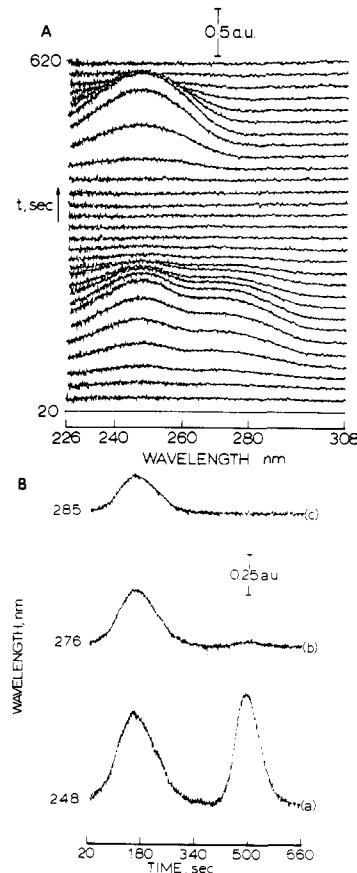 A
0.5 a.u.
620
t, sec
20
226 240 260 280 308
WAVELENGTH nm
B
285 (c)
0.25 au
276 (b)
WAVELENGTH, nm
248 (a)
20 180 340 500 660
TIME, sec